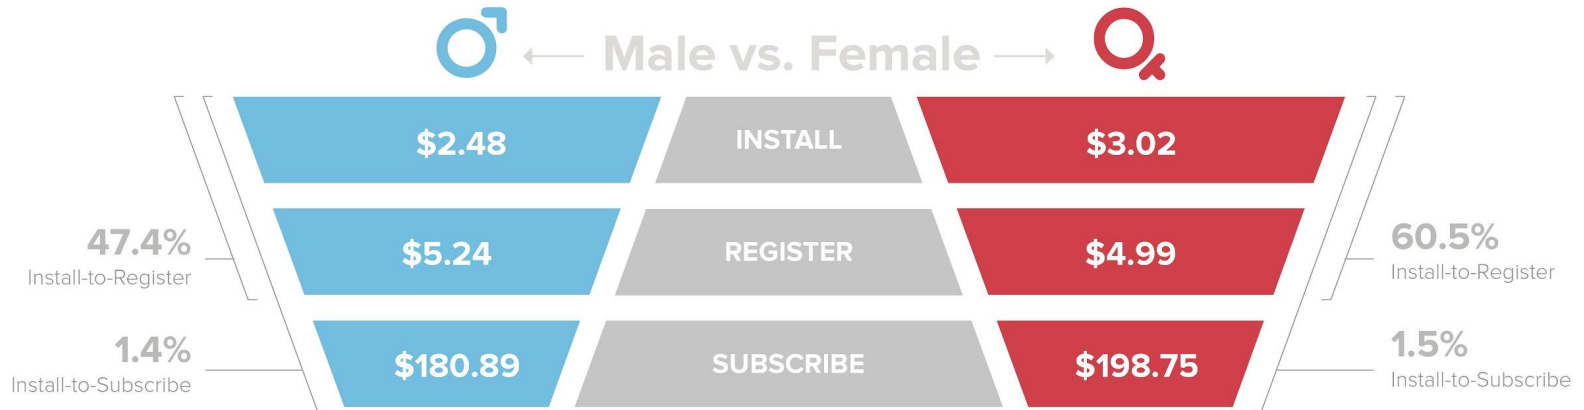 Male vs. Female
$2.48
INSTALL
$3.02
47.4%
Install-to-Register
$5.24
REGISTER
$4.99
60.5%
Install-to-Register
1.4%
Install-to-Subscribe
$180.89
SUBSCRIBE
$198.75
1.5%
Install-to-Subscribe